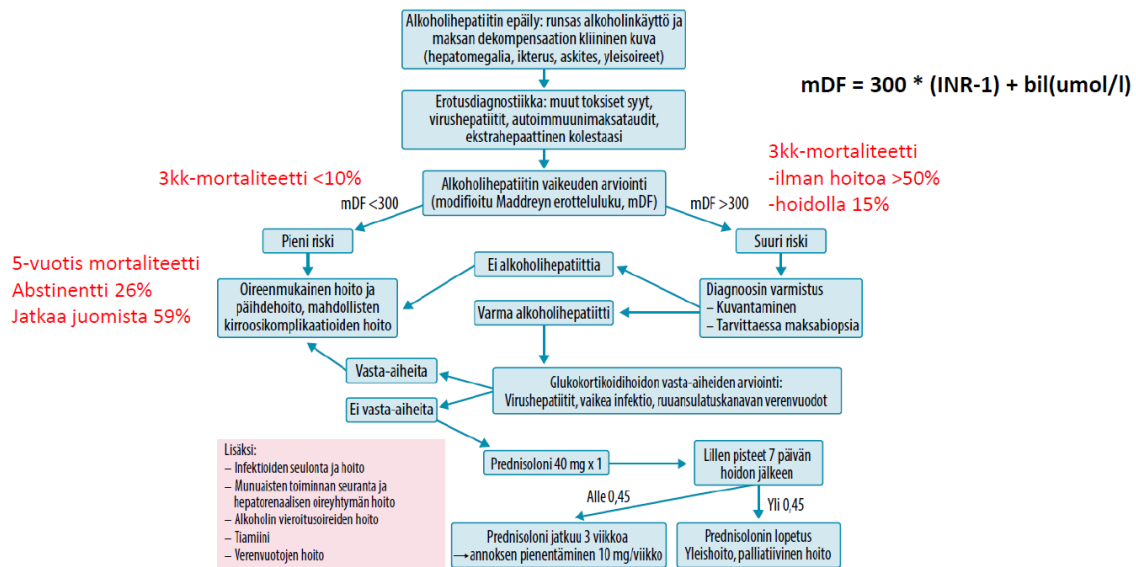 Alkoholihepatiitin epäily: runsas alkoholinkäyttö ja
maksan dekompensaation kliininen kuva
(hepatomegalia, ikterus, askites, yleisoireet)
mDF = 300 * (INR-1) + bil(umol/l)
Erotusdiagnostiikka: muut toksiset syyt,
virushepatiitit, autoimmuunimaksataudit,
ekstrahepaattinen kolestaasi
3kk-mortaliteetti <10%
Alkoholihepatiitin vaikeuden arviointi
(modifioitu Maddreyn erotteluluku, mDF)
3kk-mortaliteetti
-ilman hoitoa >50%
-hoidolla 15%
mDF <300
mDF >300
Pieni riski
Suuri riski
5-vuotis mortaliteetti
Abstinentti 26%
Jatkaa juomista 59%
Oireenmukainen hoito ja
päihdehoito, mahdollisten
kirroosikomplikaatioiden hoito
Ei alkoholihepatiittia
Varma alkoholihepatiitti
Diagnoosin varmistus
– Kuvantaminen
– Tarvittaessa maksabiopsia
Vasta-aiheita
Ei vasta-aiheita
Glukokortikoidihoidon vasta-aiheiden arviointi:
Virushepatiitit, vaikea infektio, ruuansulatuskanavan verenvuodot
Lisäksi:
– Infektioiden seulonta ja hoito
– Munuaisten toiminnan seuranta ja
hepatorenaalisen oireyhtymän hoito
– Alkoholin vieroitusoireiden hoito
– Tiamiini
– Verenvuotojen hoito
Prednisoloni 40 mg x 1
Lillen pisteet 7 päivän
hoidon jälkeen
Alle 0,45
Yli 0,45
Prednisoloni jatkuu 3 viikkoa
→ annoksen pienentäminen 10 mg/viikko
Prednisolonin lopetus
Yleishoito, palliatiivinen hoito